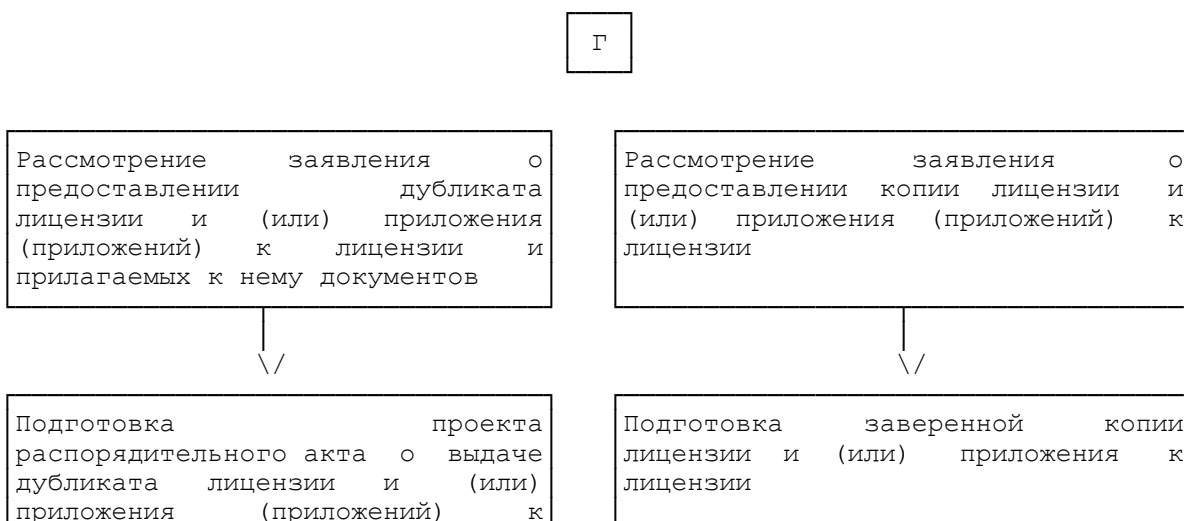 Г
Рассмотрение заявления о
предоставлении дубликата
лицензии и (или) приложения
(приложений) к лицензии и
прилагаемых к нему документов
Рассмотрение заявления о
предоставлении копии лицензии и
(или) приложения (приложений) к
лицензии
Подготовка проекта
распорядительного акта о выдаче
дубликата лицензии и (или)
приложения (приложений) к
Подготовка заверенной копии
лицензии и (или) приложения к
лицензии